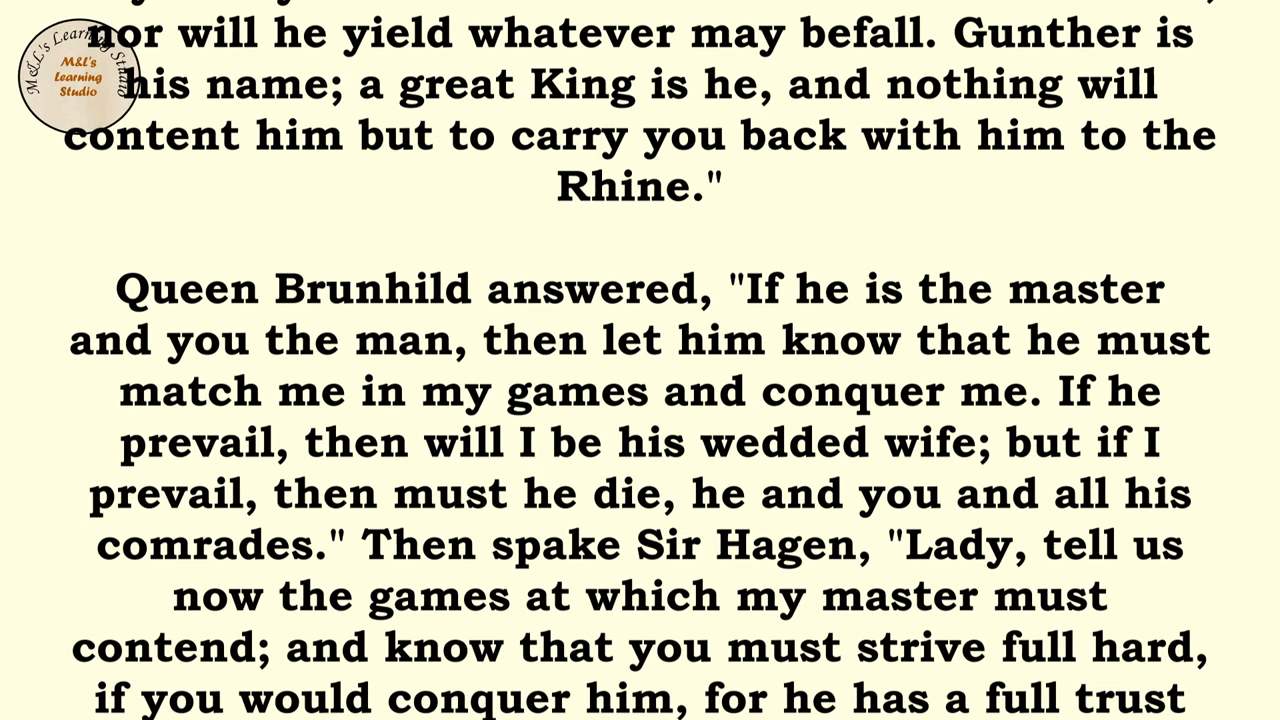 M&L's Learning Studio
M&L's
Learning
Studio
nor will he yield whatever may befall. Gunther is
his name; a great King is he, and nothing will
content him but to carry you back with him to the
Rhine."
Queen Brunhild answered, "If he is the master
and you the man, then let him know that he must
match me in my games and conquer me. If he
prevail, then will I be his wedded wife; but if I
prevail, then must he die, he and you and all his
comrades." Then spake Sir Hagen, "Lady, tell us
now the games at which my master must
contend; and know that you must strive full hard,
if you would conquer him, for he has a full trust